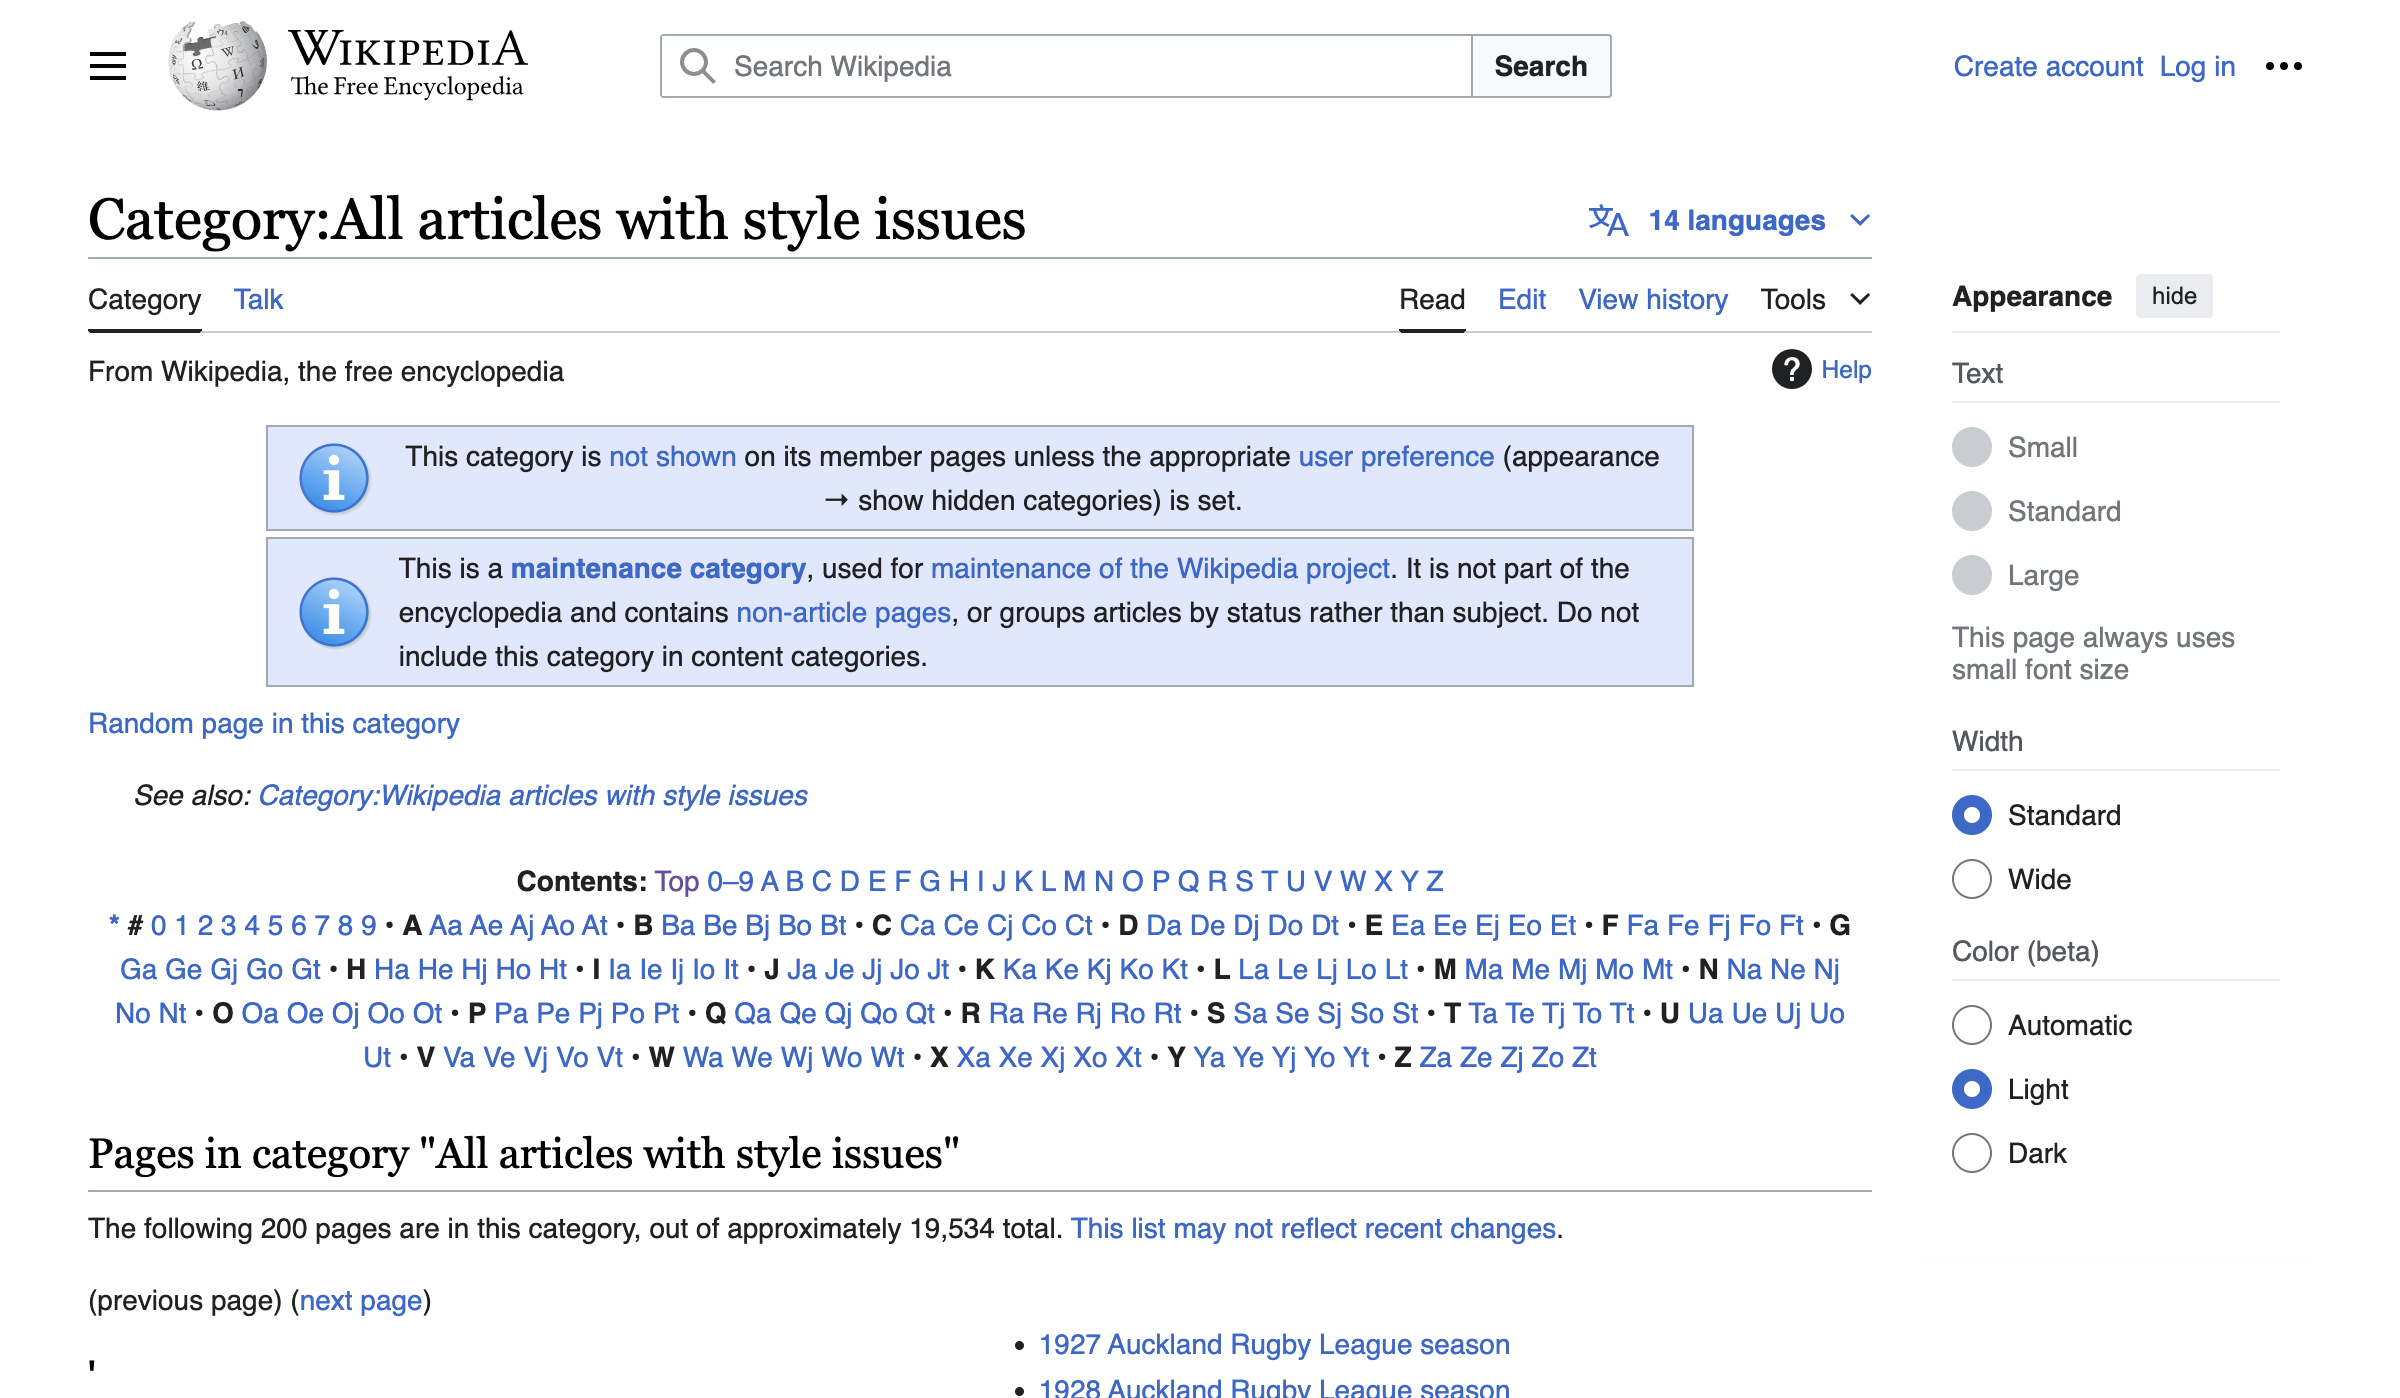 WIKIPEDIA
The Free Encyclopedia
Search Wikipedia
Search
Create account Log in
Category:All articles with style issues
14 languages
Category Talk
Read Edit View history Tools
From Wikipedia, the free encyclopedia
Help
This category is not shown on its member pages unless the appropriate user preference (appearance
→ show hidden categories) is set.
This is a maintenance category, used for maintenance of the Wikipedia project. It is not part of the
encyclopedia and contains non-article pages, or groups articles by status rather than subject. Do not
include this category in content categories.
Random page in this category
See also: Category:Wikipedia articles with style issues
Contents: Top 0–9 A B C D E F G H I J K L M N O P Q R S T U V W X Y Z
* # 0 1 2 3 4 5 6 7 8 9 • A Aa Ae Aj Ao At • B Ba Be Bj Bo Bt • C Ca Ce Cj Co Ct • D Da De Dj Do Dt • E Ea Ee Ej Eo Et • F Fa Fe Fj Fo Ft • G
Ga Ge Gj Go Gt • H Ha He Hj Ho Ht • I Ia Ie Ij Io It • J Ja Je Jj Jo Jt • K Ka Ke Kj Ko Kt • L La Le Lj Lo Lt • M Ma Me Mj Mo Mt • N Na Ne Nj
No Nt • O Oa Oe Oj Oo Ot • P Pa Pe Pj Po Pt • Q Qa Qe Qj Qo Qt • R Ra Re Rj Ro Rt • S Sa Se Sj So St • T Ta Te Tj To Tt • U Ua Ue Uj Uo
Ut • V Va Ve Vj Vo Vt • W Wa We Wj Wo Wt • X Xa Xe Xj Xo Xt • Y Ya Ye Yj Yo Yt • Z Za Ze Zj Zo Zt
Pages in category "All articles with style issues"
The following 200 pages are in this category, out of approximately 19,534 total. This list may not reflect recent changes.
(previous page) (next page)
'
• 1927 Auckland Rugby League season
• 1928 Auckland Rugby League season
Appearance hide
Text
Small
Standard
Large
This page always uses
small font size
Width
Standard
Wide
Color (beta)
Automatic
Light
Dark